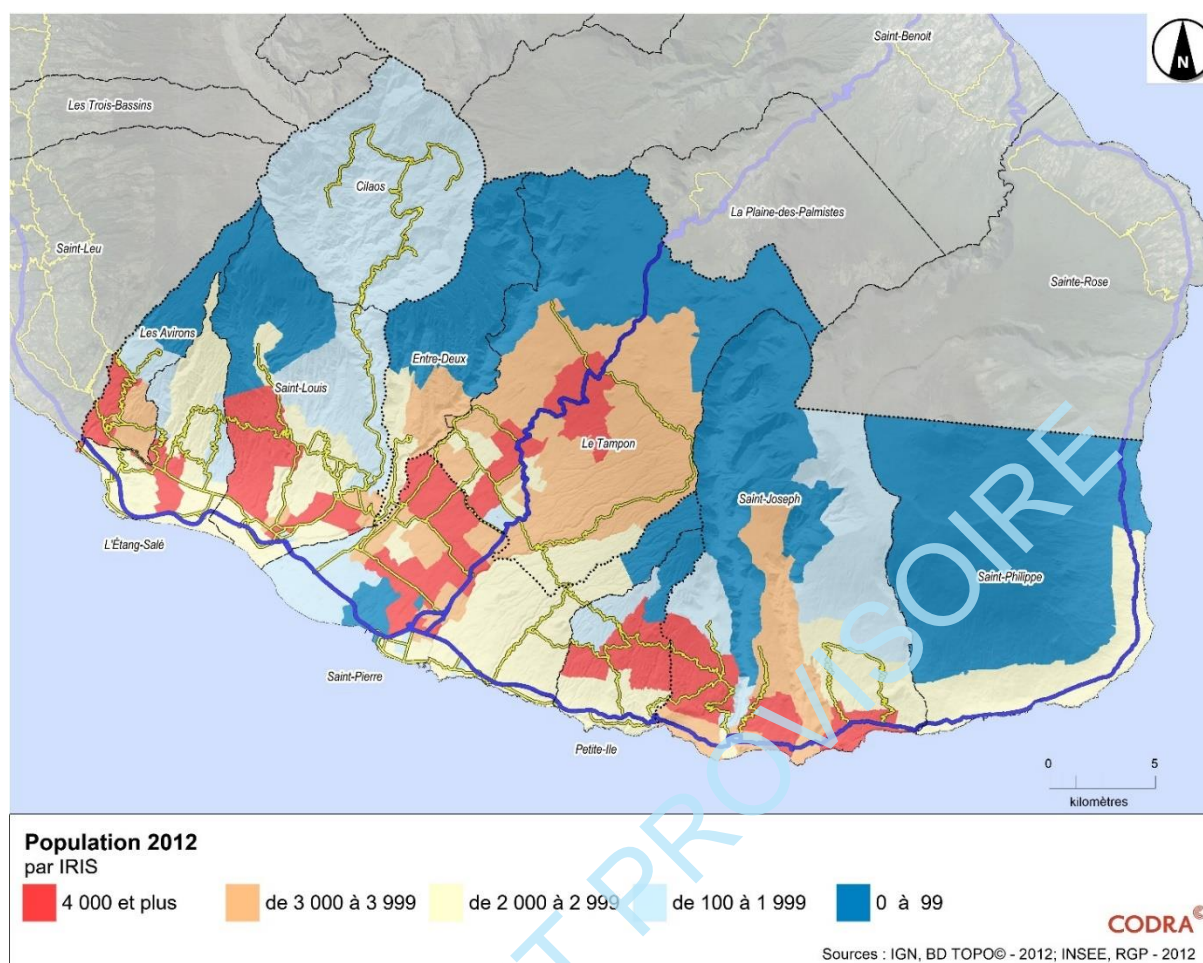 Saint-Benoit
N
Les Trois-Bassins
Cilaos
La Plaine-des-Palmistes
Saint-Leu
Sainte-Rose
Les Avirons
Entre-Deux
Saint-Louis
Le Tampon
Saint-Joseph
L'Étang-Salé
Saint-Philippe
Saint-Pierre
Petite-Ile
0 5
kilomètres
T PROVISOIRE
Population 2012
par IRIS
4 000 et plus
de 3 000 à 3 999
de 2 000 à 2 999
de 100 à 1 999
0 à 99
CODRA©
Sources : IGN, BD TOPO© - 2012; INSEE, RGP - 2012